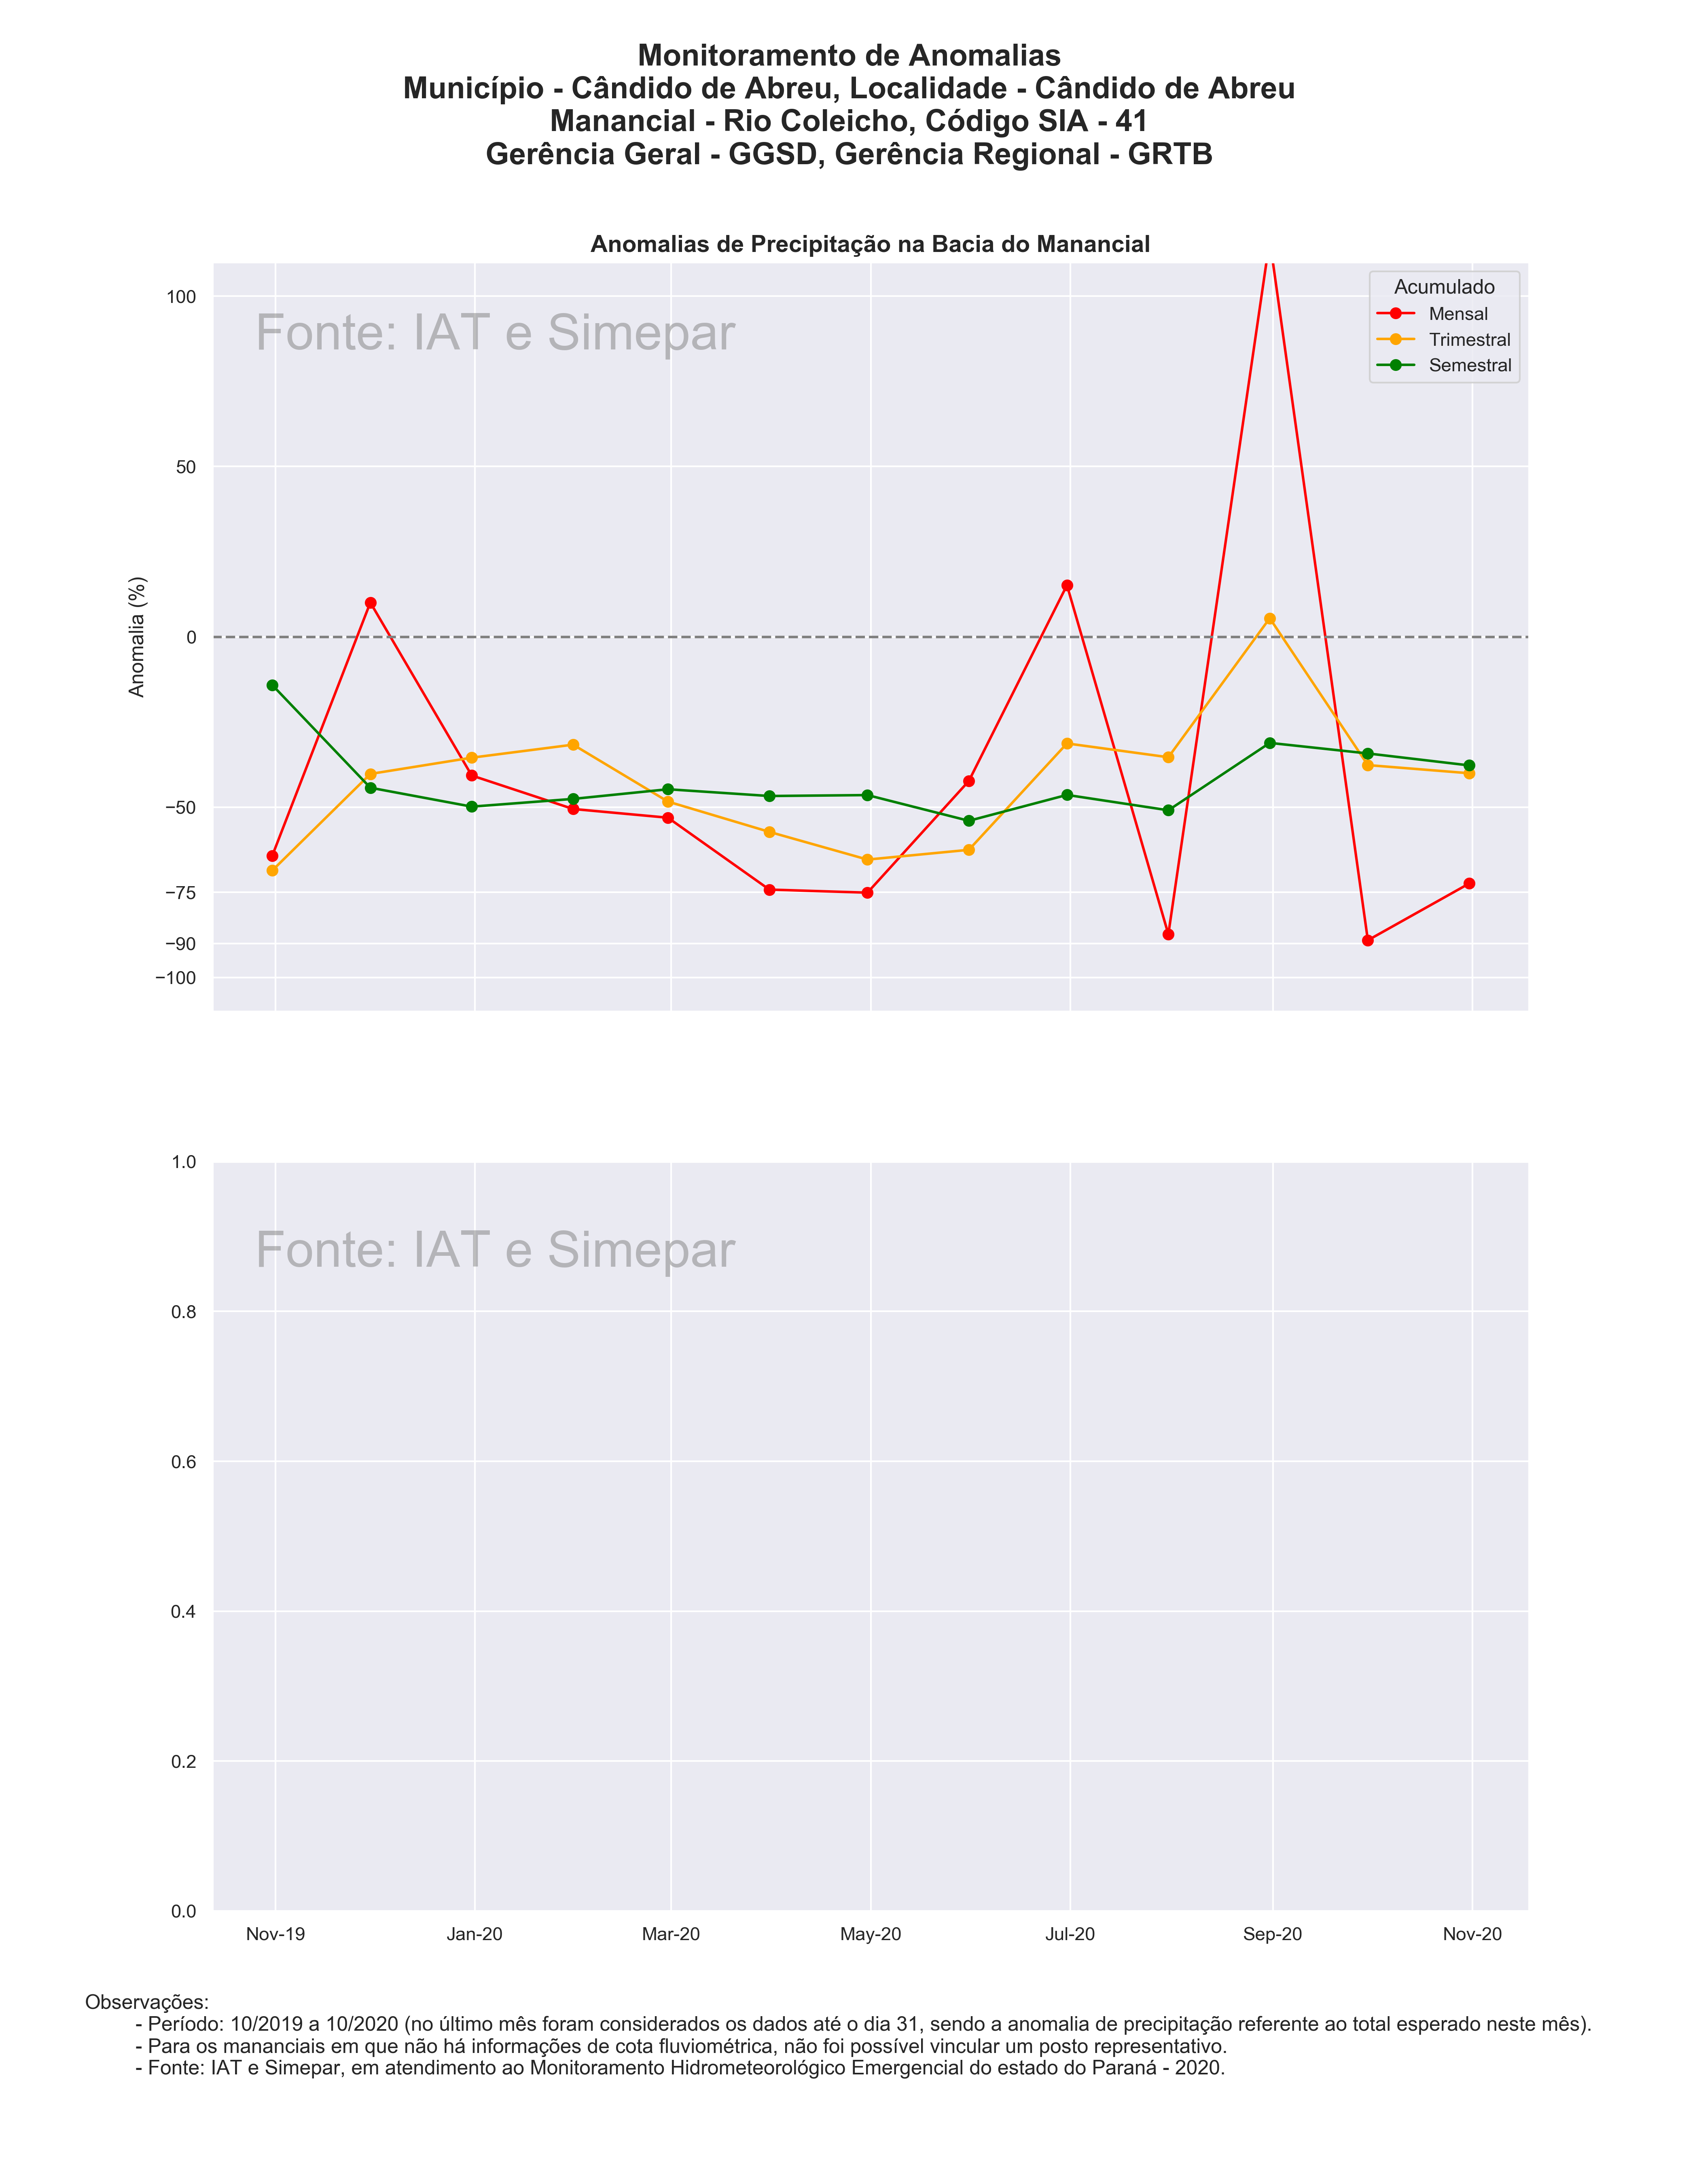 Monitoramento de Anomalias
Município - Cândido de Abreu, Localidade - Cândido de Abreu
Manancial - Rio Coleicho, Código SIA - 41
Gerência Geral - GGSD, Gerência Regional - GRTB
Anomalias de Precipitação na Bacia do Manancial
Fonte: IAT e Simepar
Acumulado
Mensal
Trimestral
Semestral
Anomalia (%)
100
50
0
−50
−75
−90
−100
Fonte: IAT e Simepar
1.0
0.8
0.6
0.4
0.2
0.0
Nov-19 Jan-20 Mar-20 May-20 Jul-20 Sep-20 Nov-20
Observações:
- Período: 10/2019 a 10/2020 (no último mês foram considerados os dados até o dia 31, sendo a anomalia de precipitação referente ao total esperado neste mês).
- Para os mananciais em que não há informações de cota fluviométrica, não foi possível vincular um posto representativo.
- Fonte: IAT e Simepar, em atendimento ao Monitoramento Hidrometeorológico Emergencial do estado do Paraná - 2020.